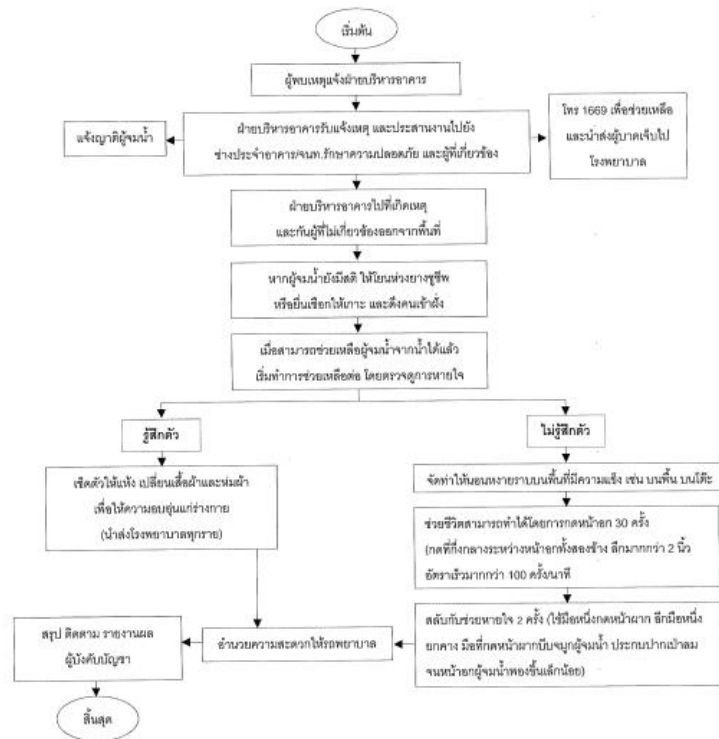 เริ่มต้น
ผู้พบเหตุแจ้งฝ่ายบริหารอาคาร
แจ้งญาติผู้จมน้ำ
ฝ่ายบริหารอาคารรับแจ้งเหตุ และประสานงานไปยัง
ช่างประจำอาคาร/จนท.รักษาความปลอดภัย และผู้ที่เกี่ยวข้อง
โทร 1669 เพื่อช่วยเหลือ
และนำส่งผู้บาดเจ็บไป
โรงพยาบาล
ฝ่ายบริหารอาคารไปที่เกิดเหตุ
และกันผู้ที่ไม่เกี่ยวข้องออกจากพื้นที่
หากผู้จมน้ำยังมีสติ ให้โยนห่วงยางชูชีพ
หรือยื่นเชือกให้เกาะ และดึงคนเข้าฝั่ง
เมื่อสามารถช่วยเหลือผู้จมน้ำจากน้ำได้แล้ว
เริ่มทำการช่วยเหลือต่อ โดยตรวจดูการหายใจ
รู้สึกตัว
ไม่รู้สึกตัว
เช็ดตัวให้แห้ง เปลี่ยนเสื้อผ้าและห่มผ้า
เพื่อให้ความอบอุ่นแก่ร่างกาย
(นำส่งโรงพยาบาลทุกราย)
จัดท่าให้นอนหงายราบบนพื้นที่มีความแข็ง เช่น บนพื้น บนโต๊ะ
ช่วยชีวิตสามารถทำได้โดยการกดหน้าอก 30 ครั้ง
(กดที่กึ่งกลางระหว่างหน้าอกทั้งสองข้าง ลึกมากกว่า 2 นิ้ว
อัตราเร็วมากกว่า 100 ครั้ง/นาที
สลับกับช่วยหายใจ 2 ครั้ง (ใช้มือหนึ่งกดหน้าผาก อีกมือหนึ่ง
ยกคาง มือที่กดหน้าผากบีบจมูกผู้จมน้ำ ประกบปากเป่าลม
จนหน้าอกผู้จมน้ำพองขึ้นเล็กน้อย)
อำนวยความสะดวกให้รถพยาบาล
สรุป ติดตาม รายงานผล
ผู้บังคับบัญชา
สิ้นสุด